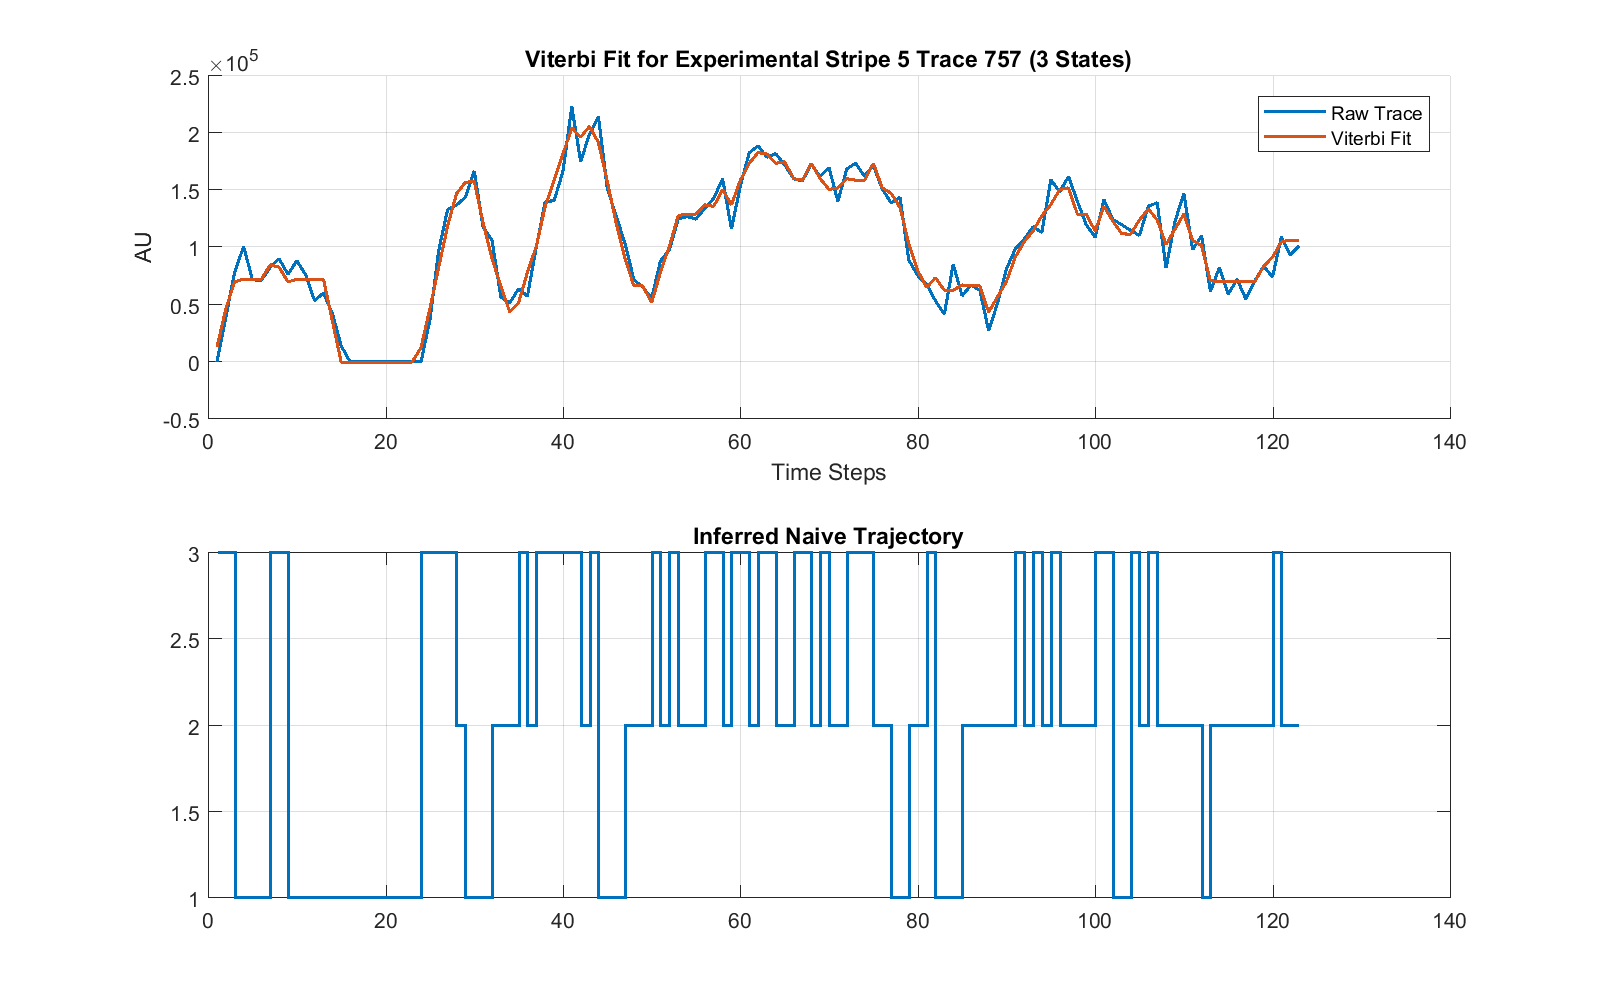 Viterbi Fit for Experimental Stripe 5 Trace 757 (3 States)
×10^5
2.5
2
1.5
1
0.5
0
-0.5
AU
Raw Trace
Viterbi Fit
0 20 40 60 80 100 120 140
Time Steps
Inferred Naive Trajectory
3
2.5
2
1.5
1
0 20 40 60 80 100 120 140